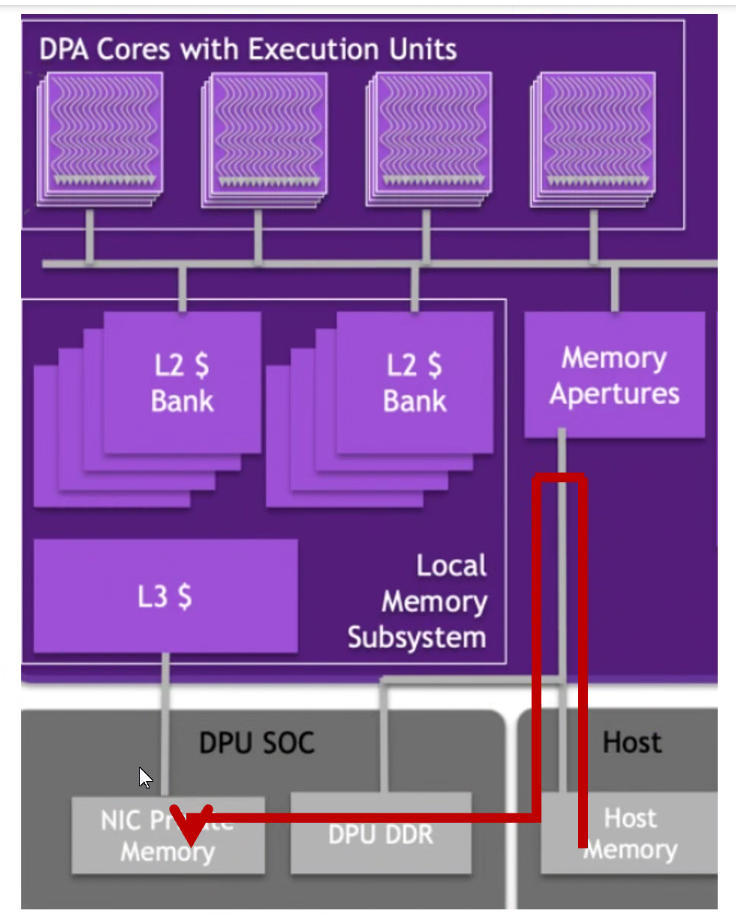 DPA Cores with Execution Units
L2 $
Bank
L2 $
Bank
Memory
Apertures
L3 $
Local
Memory
Subsystem
DPU SOC
Host
NIC
Memory
DPU DDR
Host
Memory